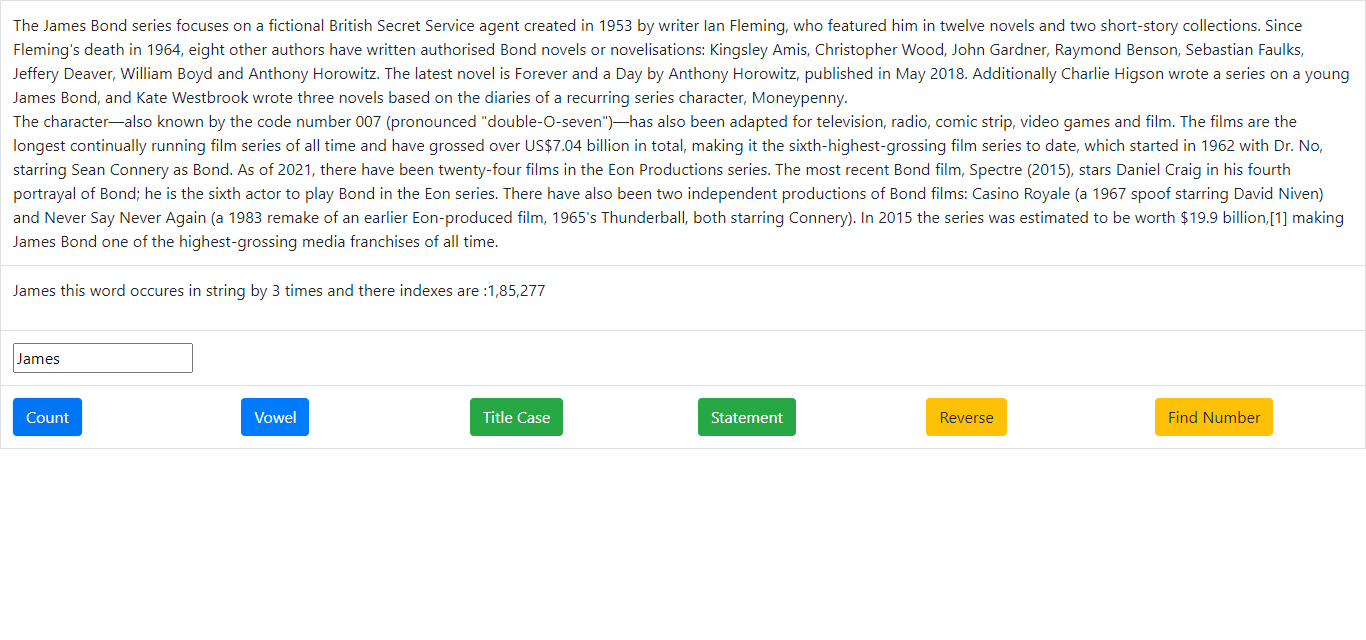 The James Bond series focuses on a fictional British Secret Service agent created in 1953 by writer Ian Fleming, who featured him in twelve novels and two short-story collections. Since
Fleming's death in 1964, eight other authors have written authorised Bond novels or novelisations: Kingsley Amis, Christopher Wood, John Gardner, Raymond Benson, Sebastian Faulks,
Jeffery Deaver, William Boyd and Anthony Horowitz. The latest novel is Forever and a Day by Anthony Horowitz, published in May 2018. Additionally Charlie Higson wrote a series on a young
James Bond, and Kate Westbrook wrote three novels based on the diaries of a recurring series character, Moneypenny.
The character—also known by the code number 007 (pronounced "double-O-seven")—has also been adapted for television, radio, comic strip, video games and film. The films are the
longest continually running film series of all time and have grossed over US$7.04 billion in total, making it the sixth-highest-grossing film series to date, which started in 1962 with Dr. No,
starring Sean Connery as Bond. As of 2021, there have been twenty-four films in the Eon Productions series. The most recent Bond film, Spectre (2015), stars Daniel Craig in his fourth
portrayal of Bond; he is the sixth actor to play Bond in the Eon series. There have also been two independent productions of Bond films: Casino Royale (a 1967 spoof starring David Niven)
and Never Say Never Again (a 1983 remake of an earlier Eon-produced film, 1965's Thunderball, both starring Connery). In 2015 the series was estimated to be worth $19.9 billion,[1] making
James Bond one of the highest-grossing media franchises of all time.
James this word occures in string by 3 times and there indexes are :1,85,277
James
Count Vowel Title Case Statement Reverse Find Number